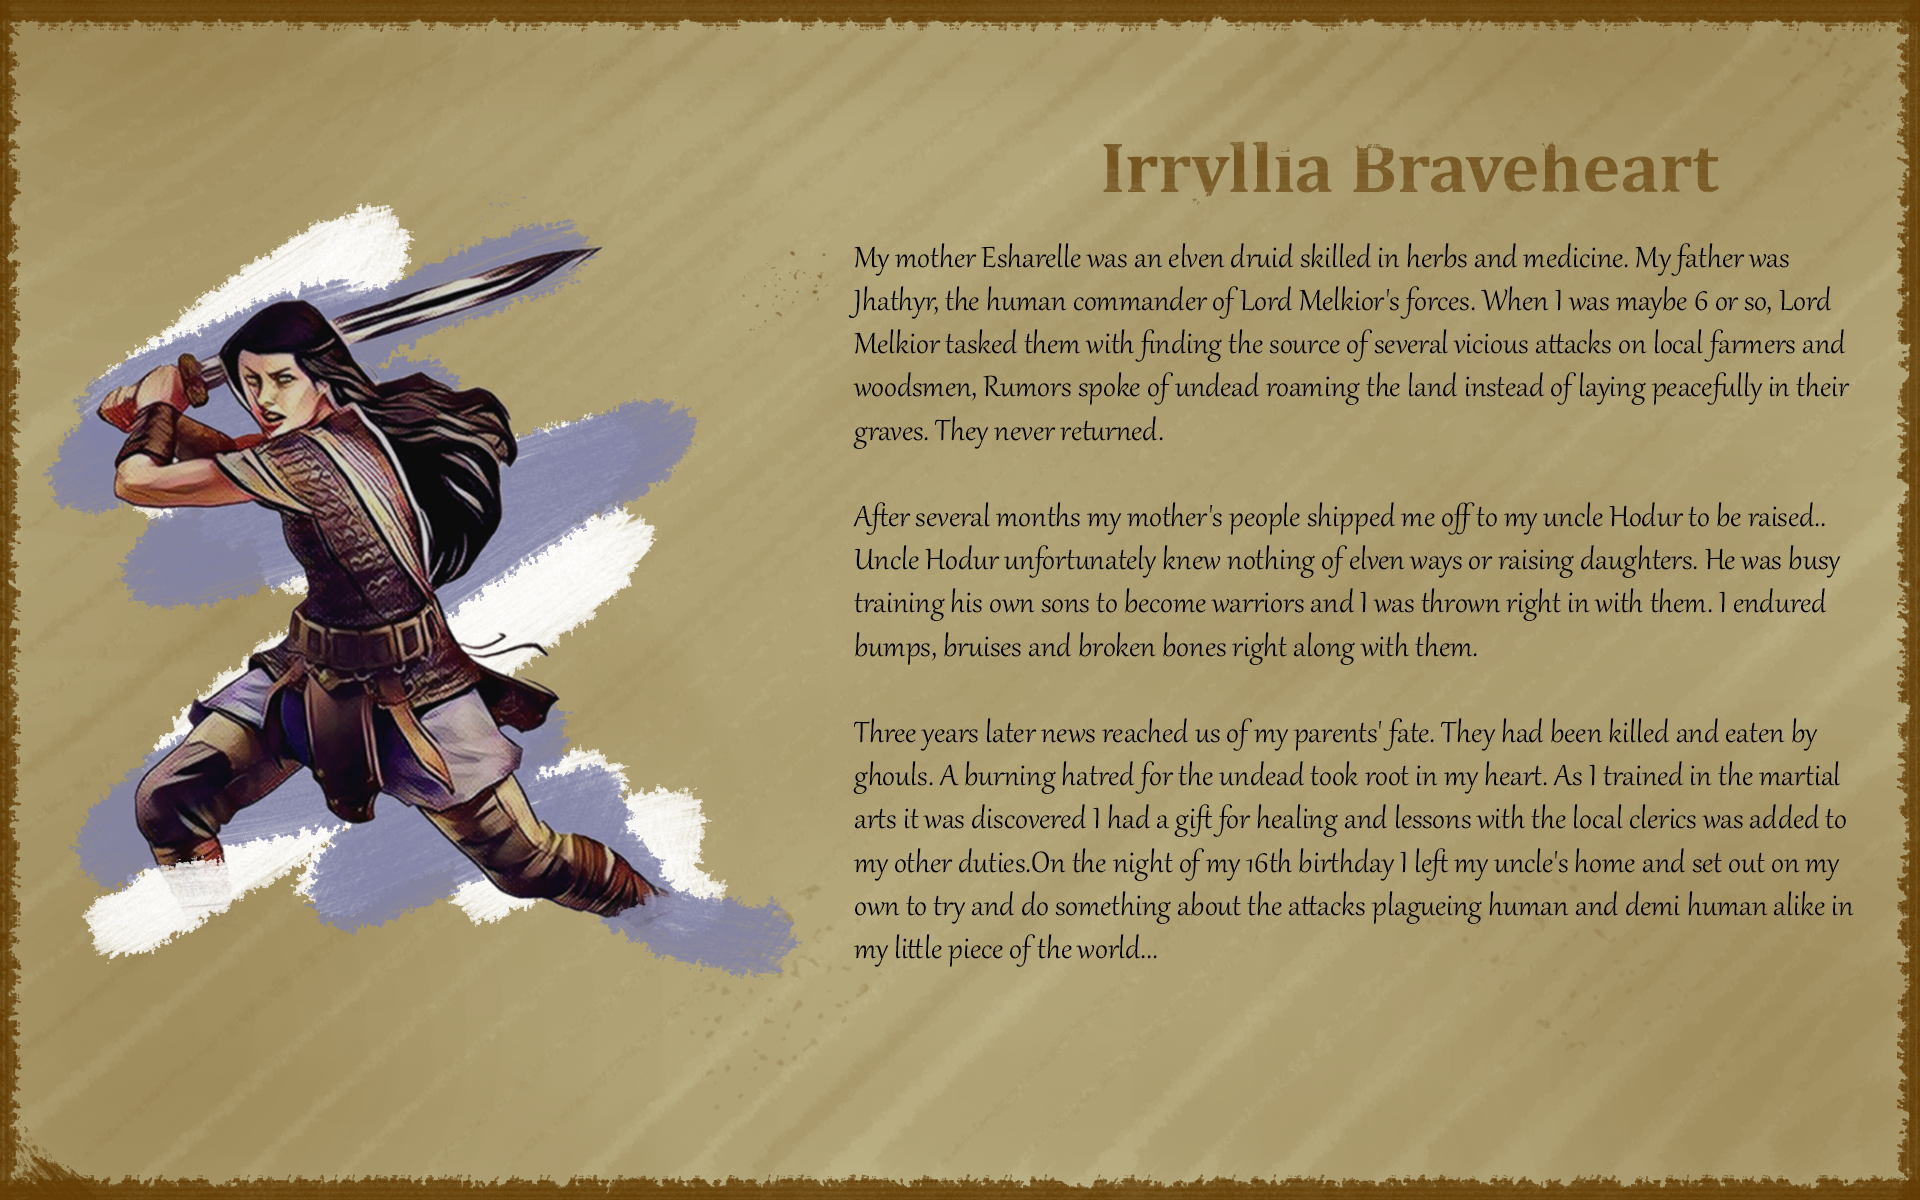 Irryllia Braveheart
My mother Esharelle was an elven druid skilled in herbs and medicine. My father was
Jhathyr, the human commander of Lord Melkior's forces. When I was maybe 6 or so, Lord
Melkior tasked them with finding the source of several vicious attacks on local farmers and
woodsmen, Rumors spoke of undead roaming the land instead of laying peacefully in their
graves. They never returned.
After several months my mother's people shipped me off to my uncle Hodur to be raised..
Uncle Hodur unfortunately knew nothing of elven ways or raising daughters. He was busy
training his own sons to become warriors and I was thrown right in with them. I endured
bumps, bruises and broken bones right along with them.
Three years later news reached us of my parents' fate. They had been killed and eaten by
ghouls. A burning hatred for the undead took root in my heart. As I trained in the martial
arts it was discovered I had a gift for healing and lessons with the local clerics was added to
my other duties.On the night of my 16th birthday I left my uncle's home and set out on my
own to try and do something about the attacks plagueing human and demi human alike in
my little piece of the world...